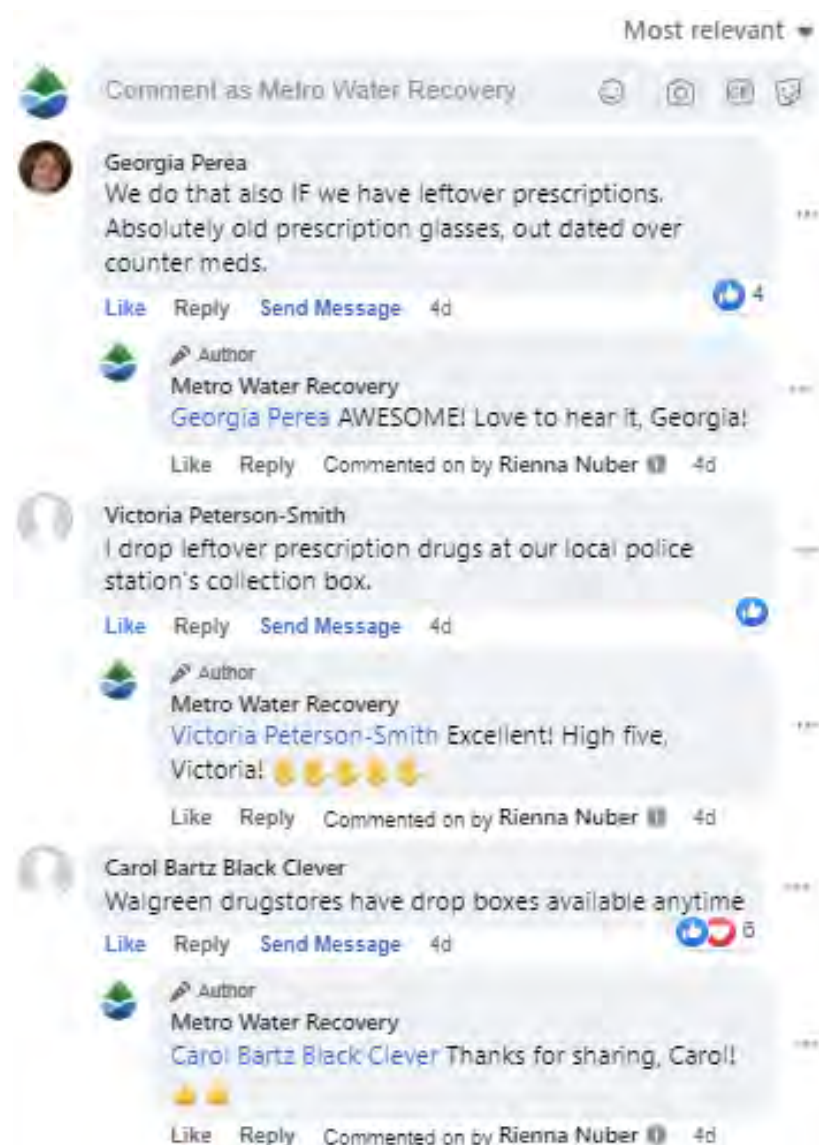 Most relevant
Comment as Metro Water Recovery
GIF
Georgia Perea
We do that also IF we have leftover prescriptions.
Absolutely old prescription glasses, out dated over
counter meds.
4
Like Reply Send Message 4d
Author
Metro Water Recovery
Georgia Perea AWESOME! Love to hear it, Georgia!
Like Reply Commented on by Rienna Nuber 4d
Victoria Peterson-Smith
I drop leftover prescription drugs at our local police
station's collection box.
Like Reply Send Message 4d
Author
Metro Water Recovery
Victoria Peterson-Smith Excellent! High five,
Victoria!
Like Reply Commented on by Rienna Nuber 4d
Carol Bartz Black Clever
Walgreen drugstores have drop boxes available anytime
6
Like Reply Send Message 4d
Author
Metro Water Recovery
Carol Bartz Black Clever Thanks for sharing, Carol!
Like Reply Commented on by Rienna Nuber 4d